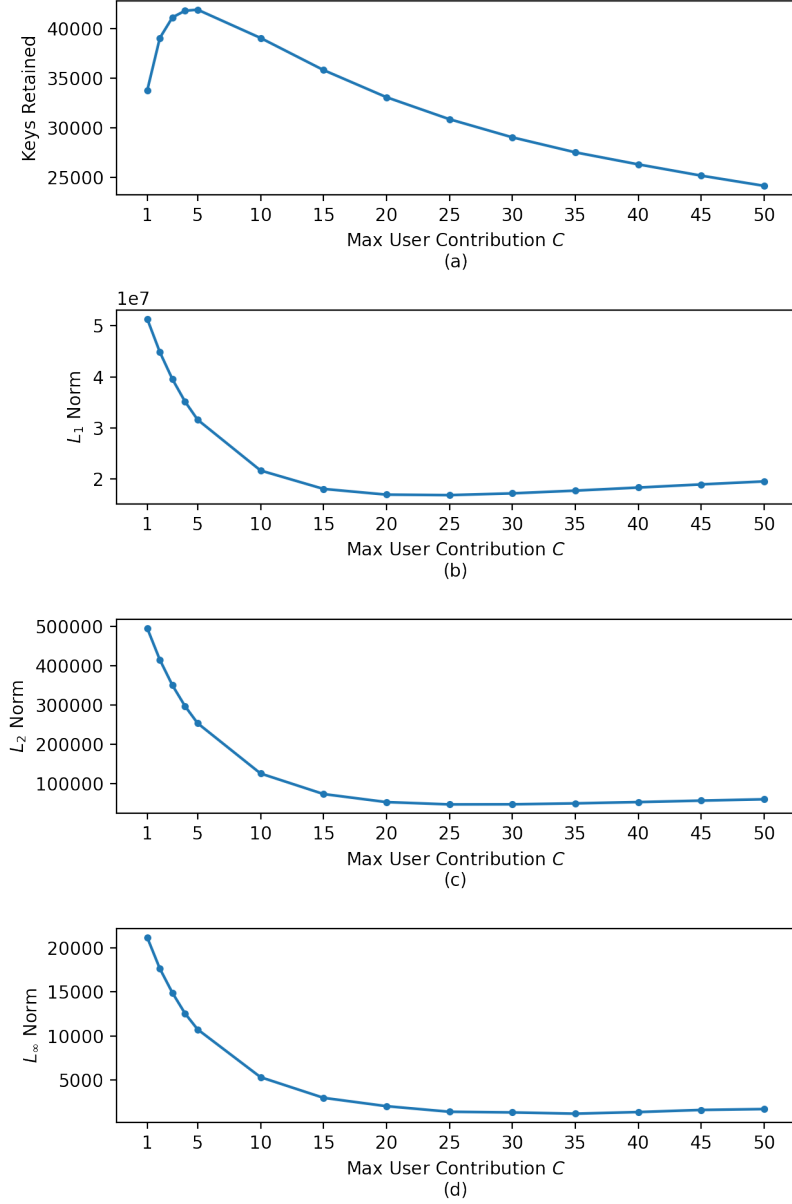 40000
35000
30000
25000
Keys Retained
1 5 10 15 20 25 30 35 40 45 50
Max User Contribution C
(a)
1e7
5
4
3
2
L₁ Norm
1 5 10 15 20 25 30 35 40 45 50
Max User Contribution C
(b)
500000
400000
300000
200000
100000
L₂ Norm
1 5 10 15 20 25 30 35 40 45 50
Max User Contribution C
(c)
20000
15000
10000
5000
L∞ Norm
1 5 10 15 20 25 30 35 40 45 50
Max User Contribution C
(d)